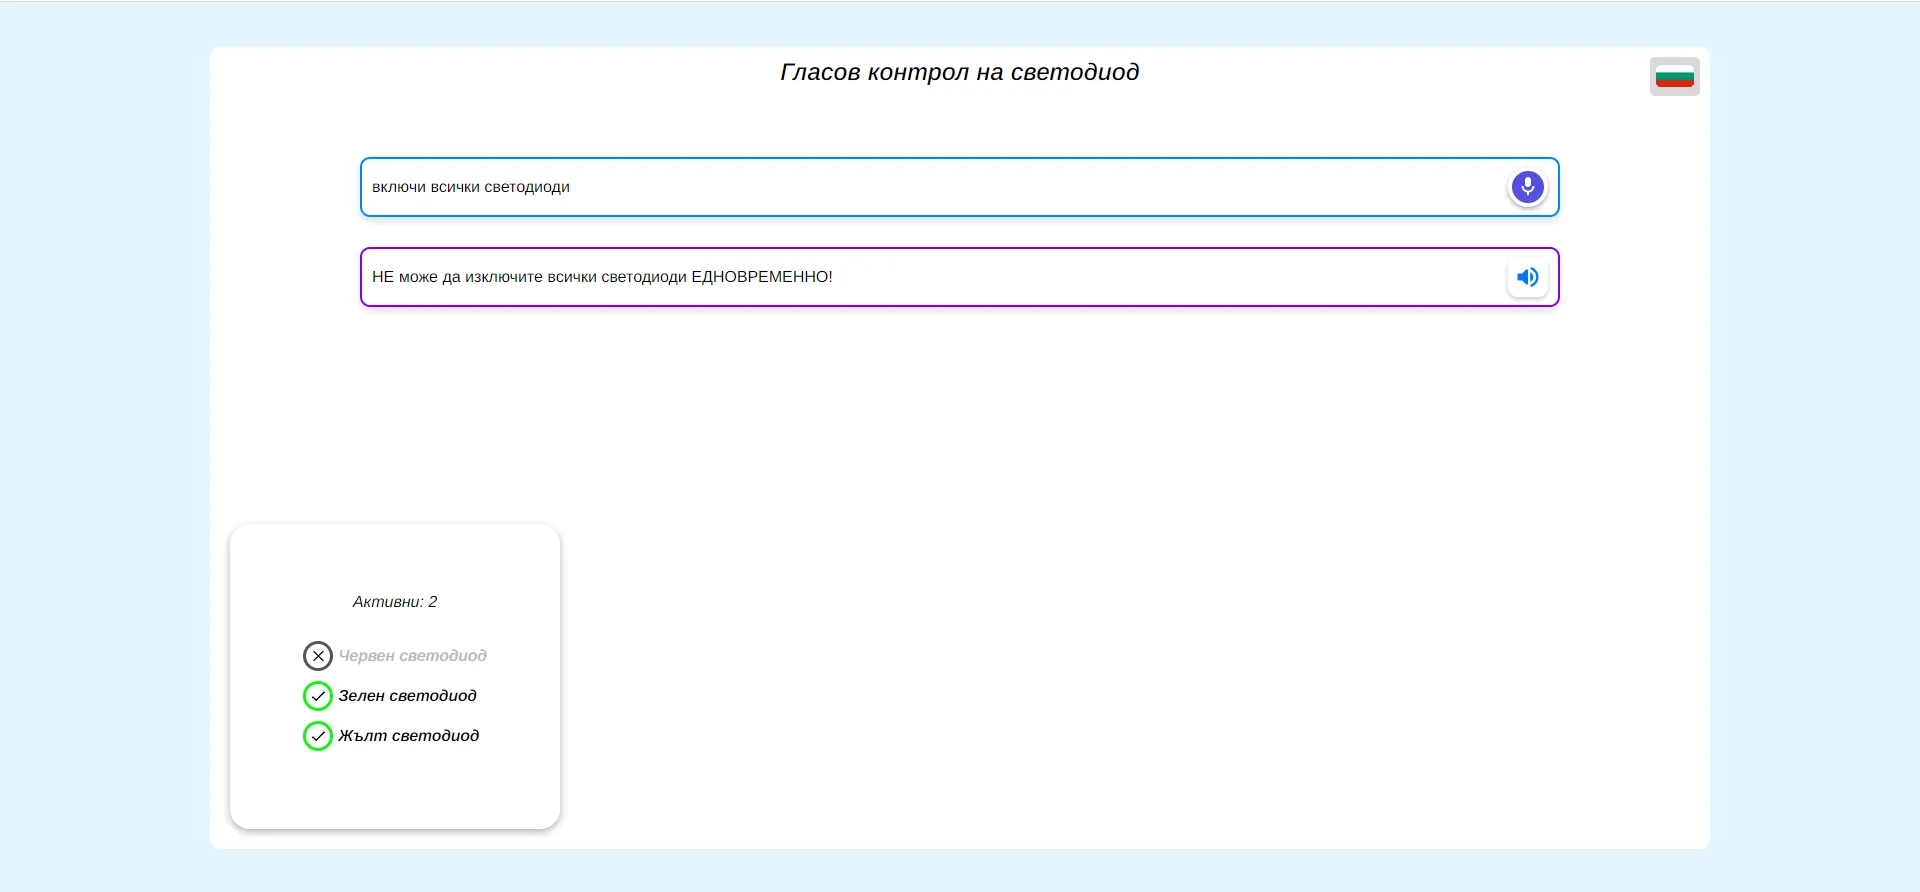 Гласов контрол на светодиод
включи всички светодиоди
НЕ може да изключите всички светодиоди ЕДНОВРЕМЕННО!
Активни: 2
Червен светодиод
Зелен светодиод
Жълт светодиод